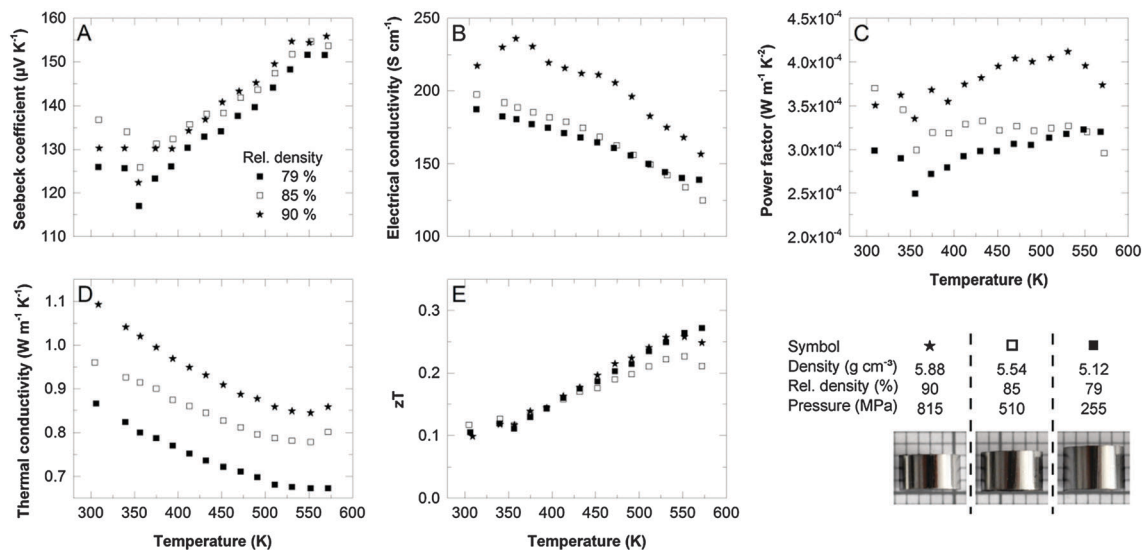 A
Seebeck coefficient (µV K⁻¹)
160
150
140
130
120
110
Rel. density
79 %
85 %
90 %
B
Electrical conductivity (S cm⁻¹)
250
200
150
100
C
Power factor (W m⁻¹ K⁻²)
4.5x10⁻⁴
4.0x10⁻⁴
3.5x10⁻⁴
3.0x10⁻⁴
2.5x10⁻⁴
2.0x10⁻⁴
300 350 400 450 500 550 600
Temperature (K)
D
Thermal conductivity (W m⁻¹ K⁻¹)
1.1
1.0
0.9
0.8
0.7
300 350 400 450 500 550 600
Temperature (K)
E
zT
0.3
0.2
0.1
0.0
300 350 400 450 500 550 600
Temperature (K)
Symbol
Density (g cm⁻³) 5.88 5.54 5.12
Rel. density (%) 90 85 79
Pressure (MPa) 815 510 255